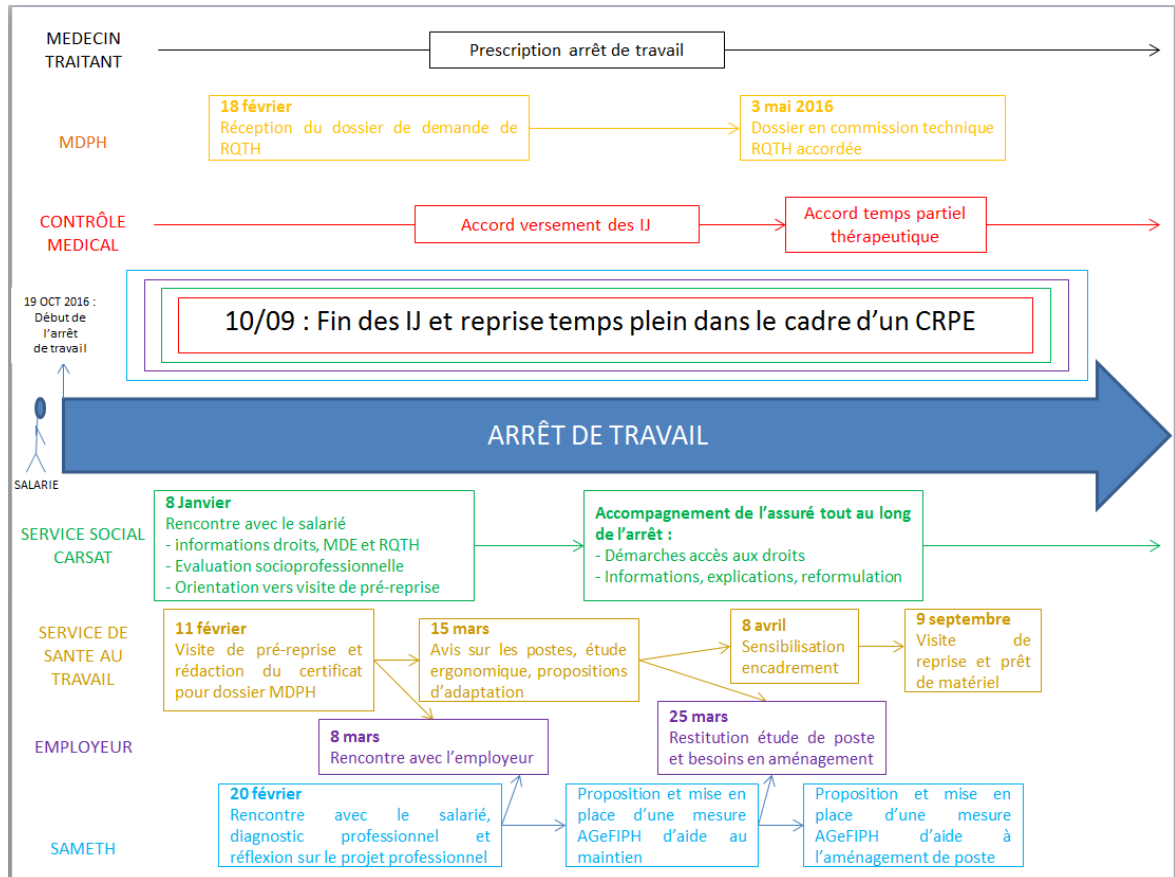 MEDECIN
TRAITANT
Prescription arrêt de travail
MDPH
18 février
Réception du dossier de demande de
RQTH
3 mai 2016
Dossier en commission technique
RQTH accordée
CONTRÔLE
MEDICAL
Accord versement des IJ
Accord temps partiel
thérapeutique
19 OCT 2016 :
Début de
l'arrêt
de travail
10/09 : Fin des IJ et reprise temps plein dans le cadre d'un CRPE
ARRÊT DE TRAVAIL
SALARIE
SERVICE SOCIAL
CARSAT
8 Janvier
Rencontre avec le salarié
- informations droits, MDE et RQTH
- Evaluation socioprofessionnelle
- Orientation vers visite de pré-reprise
Accompagnement de l'assuré tout au long
de l'arrêt :
- Démarches accès aux droits
- Informations, explications, reformulation
SERVICE DE
SANTE AU
TRAVAIL
11 février
Visite de pré-reprise et
rédaction du certificat
pour dossier MDPH
15 mars
Avis sur les postes, étude
ergonomique, propositions
d'adaptation
8 avril
Sensibilisation
encadrement
9 septembre
Visite de
reprise et prêt
de matériel
EMPLOYEUR
8 mars
Rencontre avec l'employeur
25 mars
Restitution étude de poste
et besoins en aménagement
SAMETH
20 février
Rencontre avec le salarié,
diagnostic professionnel et
réflexion sur le projet professionnel
Proposition et mise en
place d'une mesure
AGeFIPH d'aide au
maintien
Proposition et mise en
place d'une mesure
AGEFIPH d'aide à
l'aménagement de poste